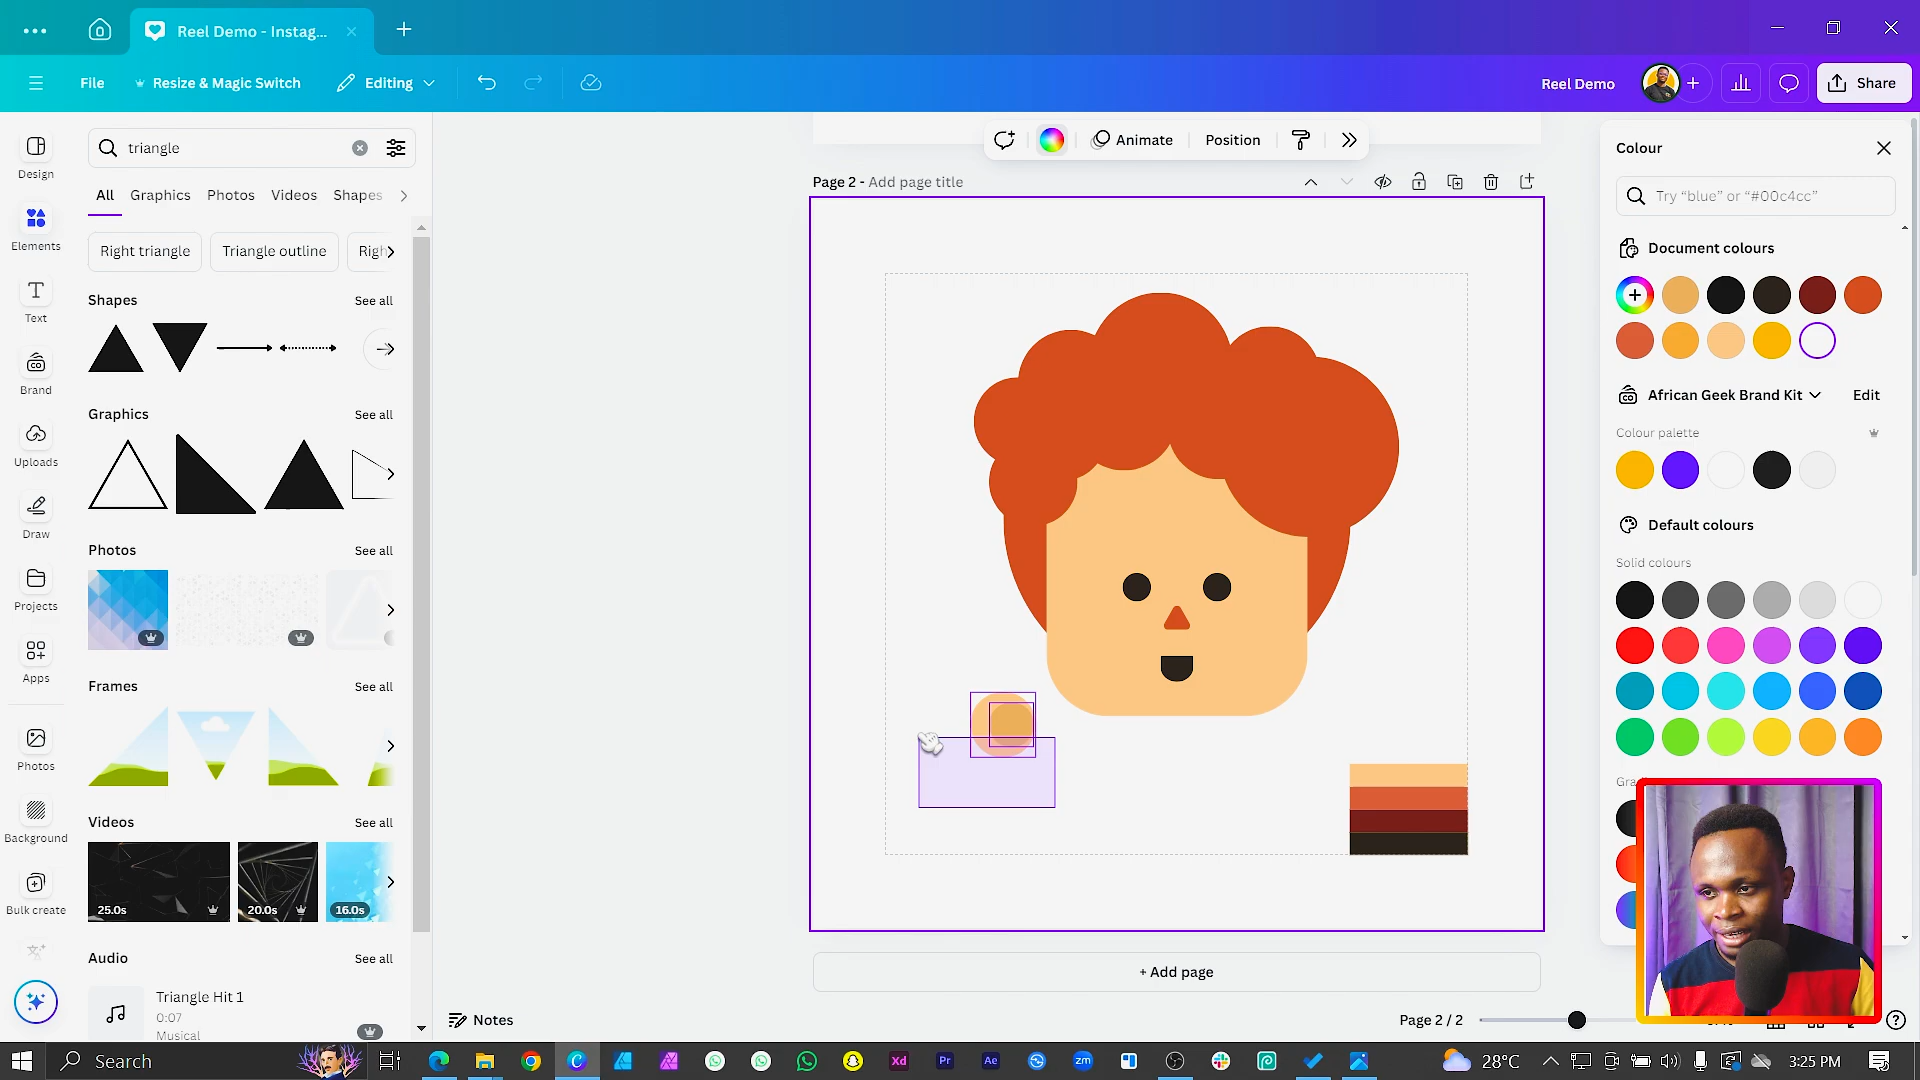 Reel Demo - Instag...
File
Resize & Magic Switch
Editing
Reel Demo
Share
Design
Elements
Text
Brand
Uploads
Draw
Projects
Apps
Photos
Background
Bulk create
triangle
All
Graphics
Photos
Videos
Shapes
Right triangle
Triangle outline
Righ
Shapes
See all
Graphics
See all
Photos
See all
Frames
See all
Videos
See all
25.0s
20.0s
16.0s
Audio
See all
Triangle Hit 1
0:07
Musical
Animate
Position
Page 2 - Add page title
+ Add page
Notes
Page 2 / 2
Colour
Try “blue” or “#00c4cc”
Document colours
African Geek Brand Kit
Edit
Colour palette
Default colours
Solid colours
Gra
Search
Xd
Pr
Ae
zm
28°C
3:25 PM